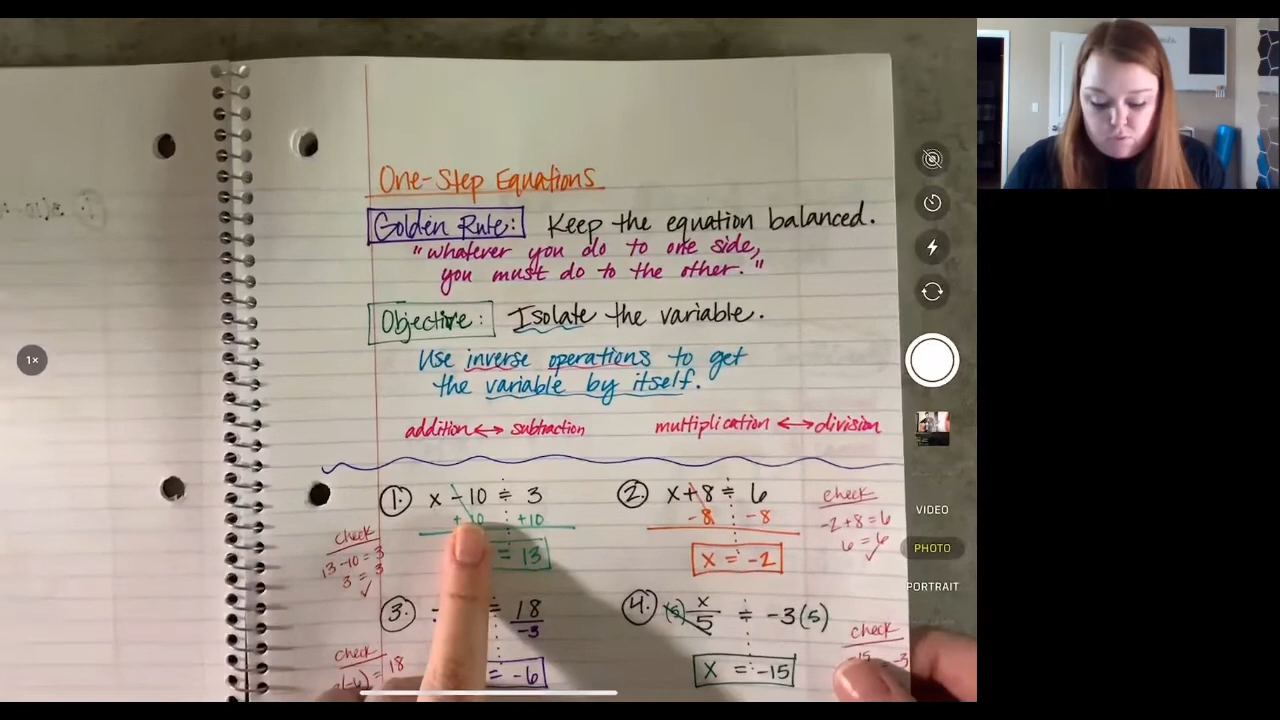 One-Step Equations
Golden Rule: Keep the equation balanced.
"Whatever you do to one side,
you must do to the other."
Objective: Isolate the variable.
Use inverse operations to get
the variable by itself.
addition ↔ subtraction multiplication ↔ division
1. x - 10 = 3
+10 +10
= 13
check
13-10 = 3
3 = 3
✓
2. x + 8 = 6
-8 -8
x = -2
check
-2+8 = 6
6 = 6
✓
3. = 18
-3
= -6
check
(-6) = 18
4. (5) x/5 = -3(5)
x = -15
check
-15 -3
1×
VIDEO
PHOTO
PORTRAIT